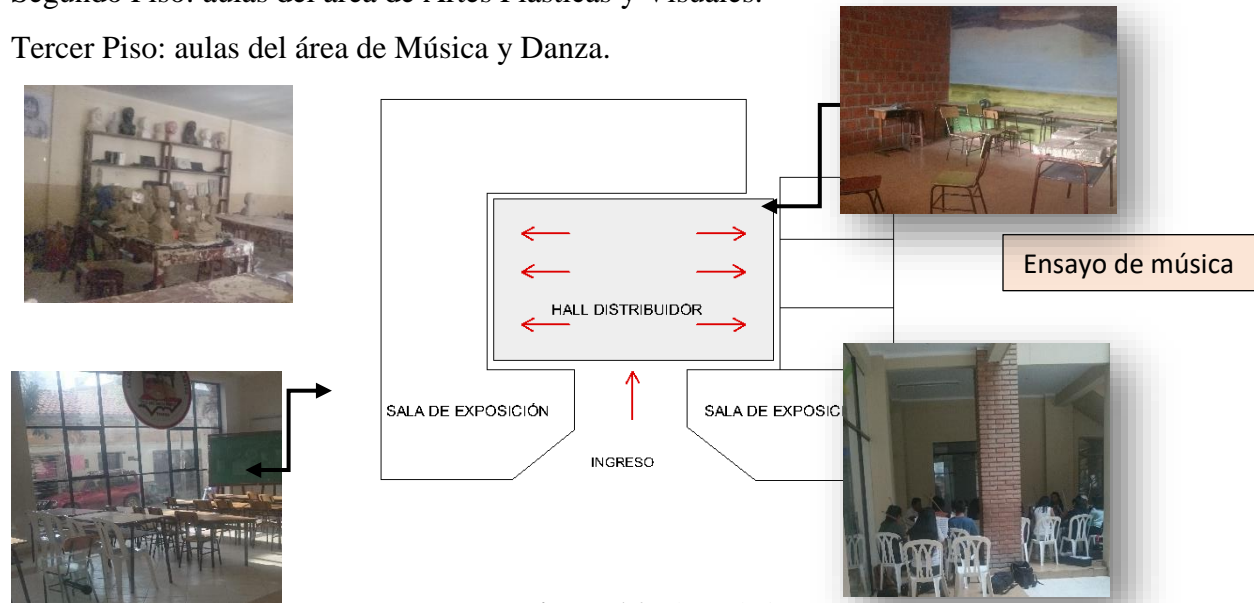 Segundo Piso: aulas del área de Artes Plásticas y Visuales.
Tercer Piso: aulas del área de Música y Danza.
Ensayo de música
HALL DISTRIBUIDOR
SALA DE EXPOSICIÓN
SALA DE EXPOSICI
INGRESO